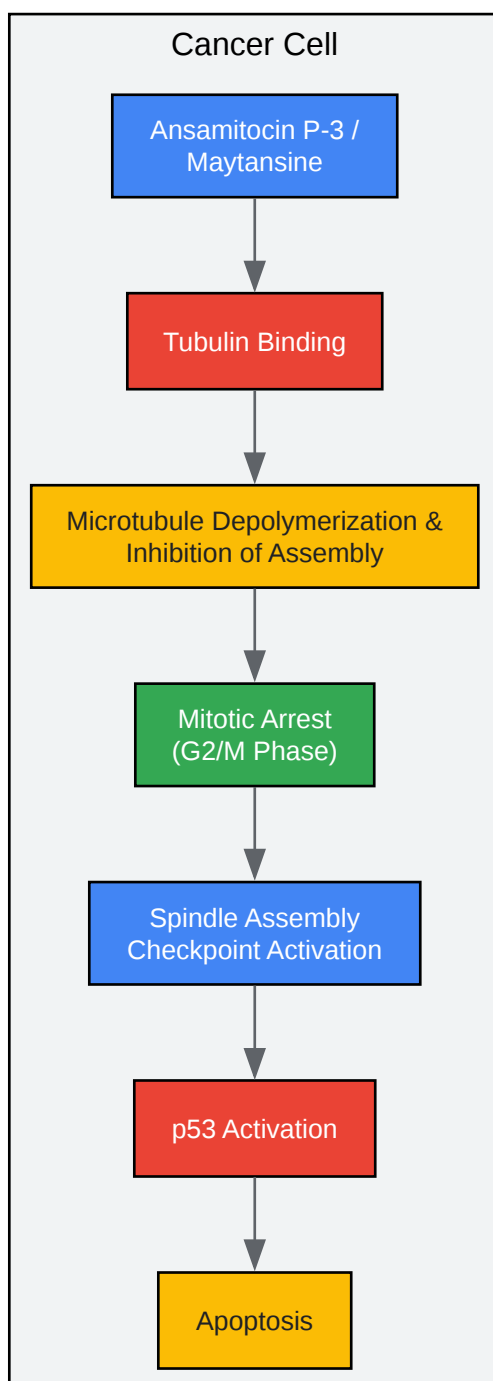 Cancer Cell
Ansamitocin P-3 /
Maytansine
Tubulin Binding
Microtubule Depolymerization &
Inhibition of Assembly
Mitotic Arrest
(G2/M Phase)
Spindle Assembly
Checkpoint Activation
p53 Activation
Apoptosis